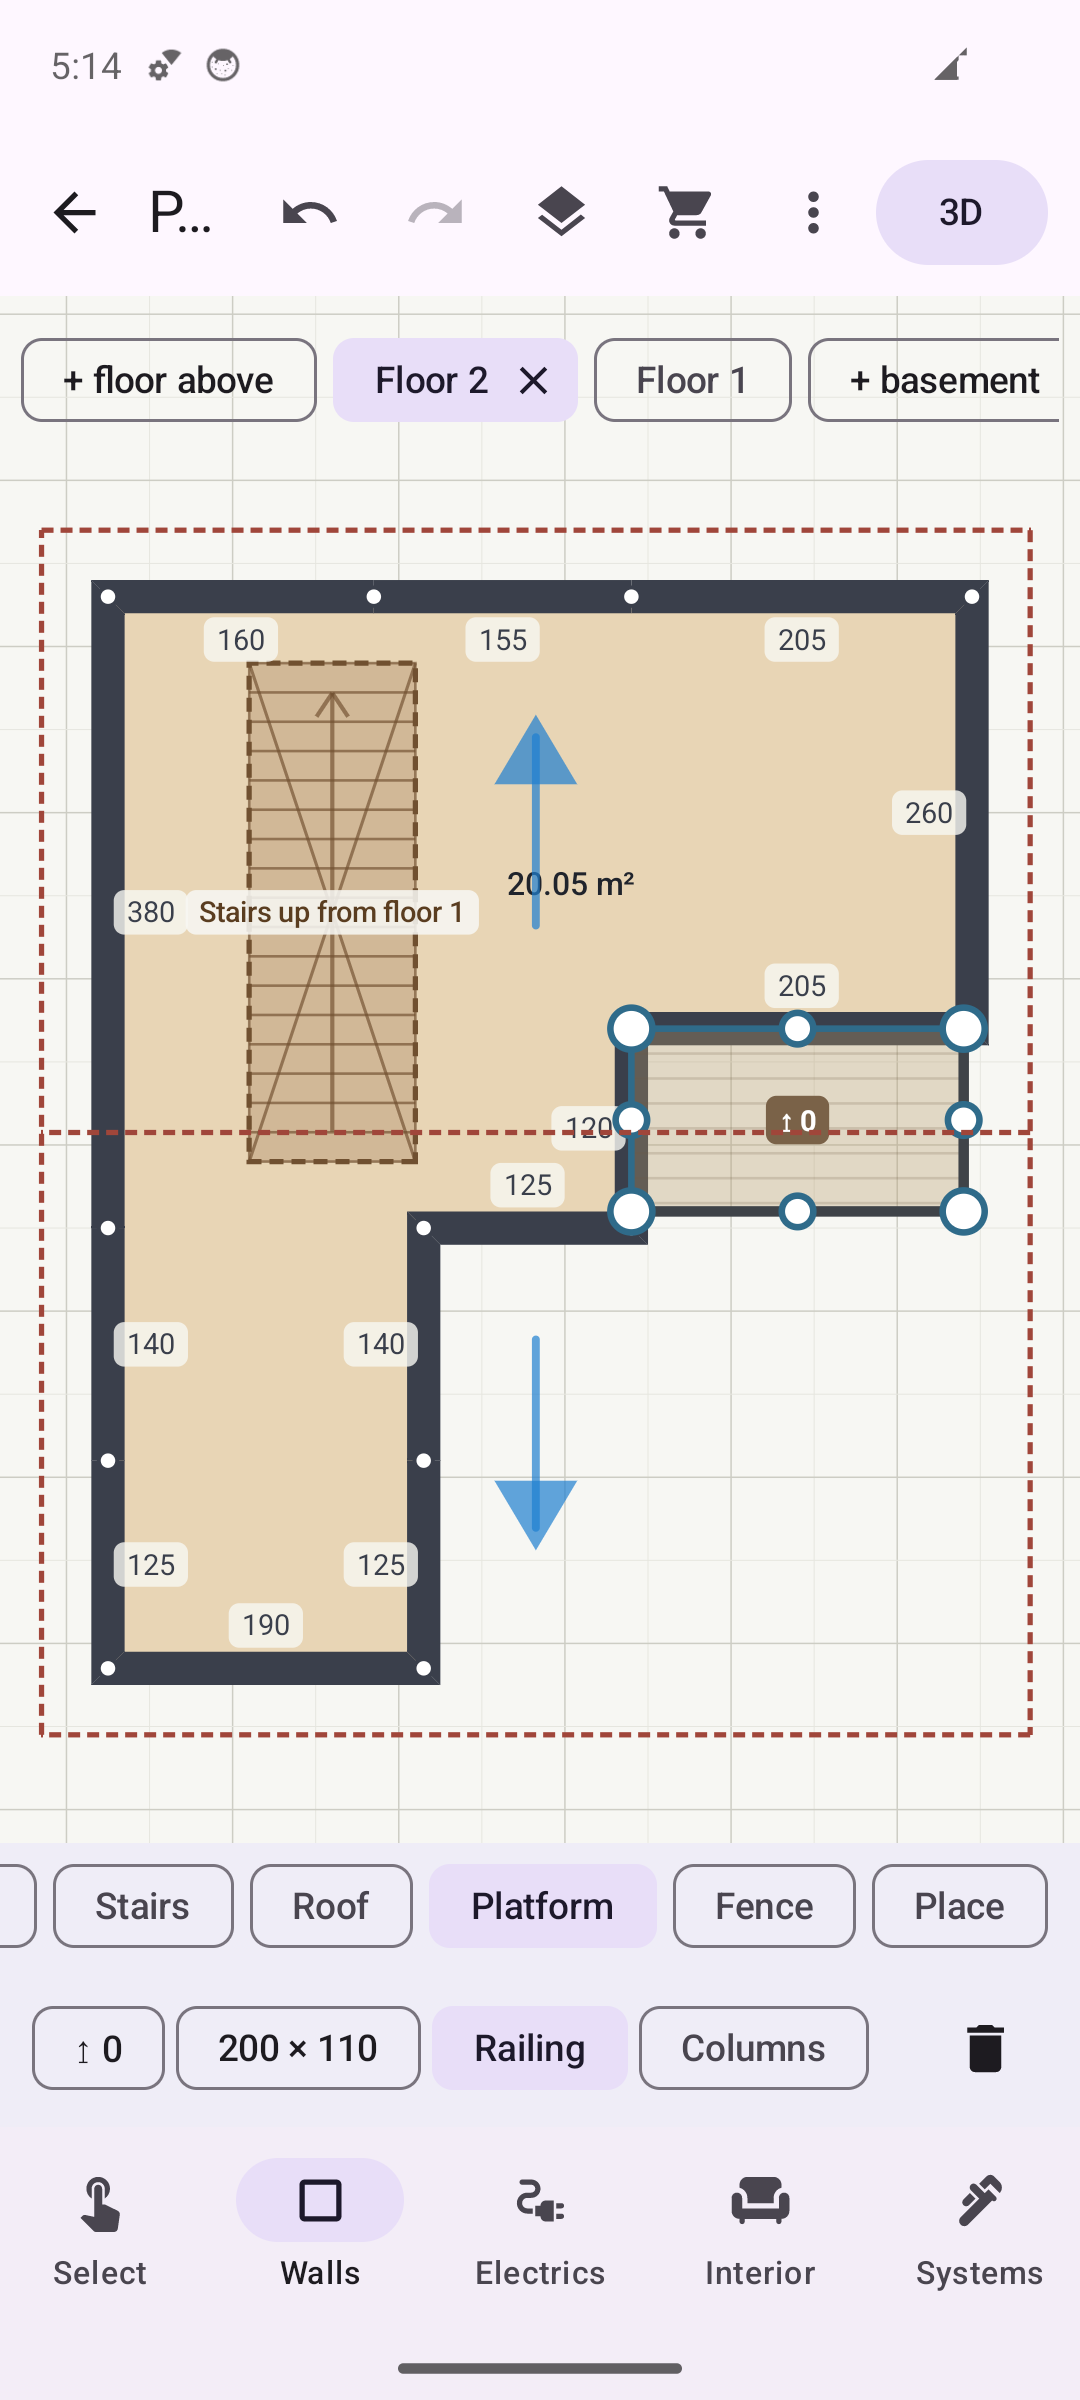 5:14
P...
3D
+ floor above
Floor 2
Floor 1
+ basement
160
155
205
260
20.05 m²
380
Stairs up from floor 1
205
↕ 0
120
125
140
140
125
125
190
Stairs
Roof
Platform
Fence
Place
↕ 0
200 × 110
Railing
Columns
Select
Walls
Electrics
Interior
Systems